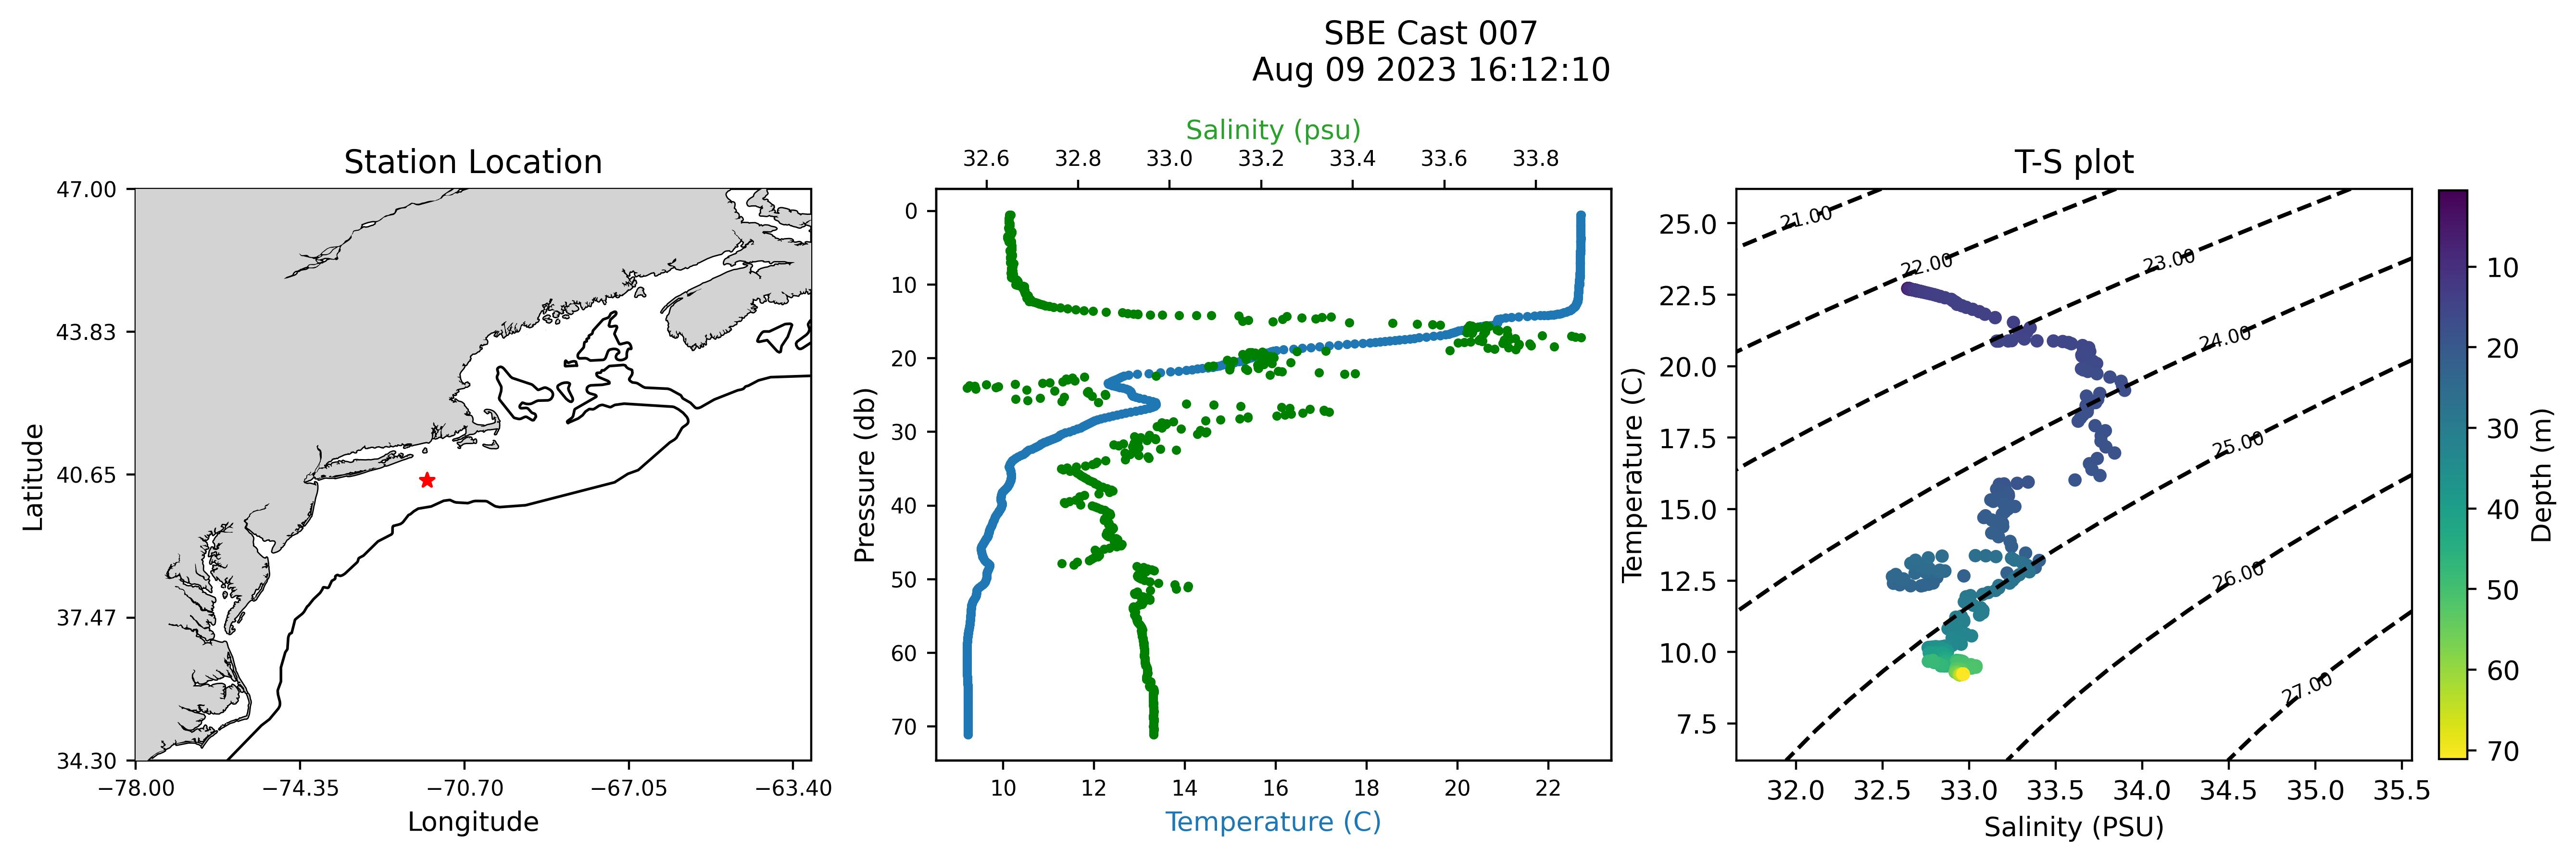 SBE Cast 007
Aug 09 2023 16:12:10
Station Location
47.00
43.83
40.65
37.47
34.30
Latitude
−78.00 −74.35 −70.70 −67.05 −63.40
Longitude
Salinity (psu)
32.6 32.8 33.0 33.2 33.4 33.6 33.8
0
10
20
30
40
50
60
70
Pressure (db)
10 12 14 16 18 20 22
Temperature (C)
T-S plot
25.0
22.5
20.0
17.5
15.0
12.5
10.0
7.5
Temperature (C)
21.00
22.00
23.00
24.00
25.00
26.00
27.00
32.0 32.5 33.0 33.5 34.0 34.5 35.0 35.5
Salinity (PSU)
10
20
30
40
50
60
70
Depth (m)